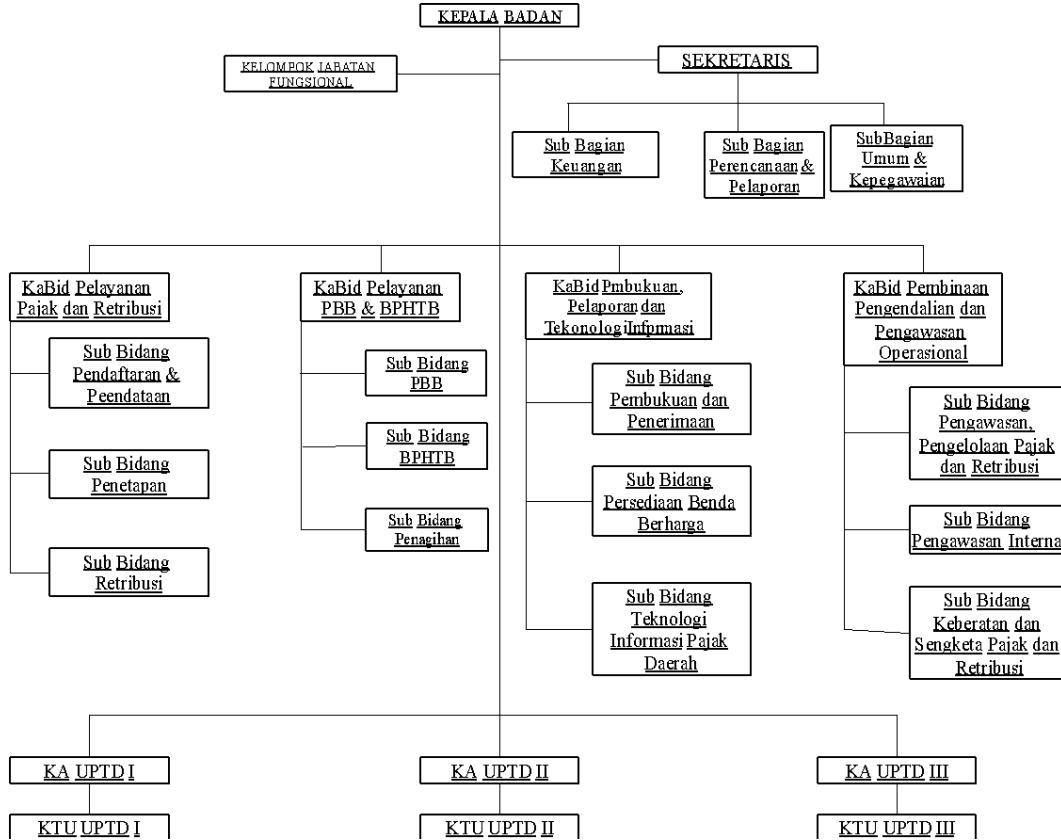 KEPALA BADAN
KELOMPOK JABATAN
FUNGSIONAL
SEKRETARIS
Sub Bagian
Keuangan
Sub Bagian
Perencanaan &
Pelaporan
SubBagian
Umum &
Kepegawaian
KaBid Pelayanan
Pajak dan Retribusi
Sub Bidang
Pendaftaran &
Peendataan
Sub Bidang
Penetapan
Sub Bidang
Retribusi
KaBid Pelayanan
PBB & BPHTB
Sub Bidang
PBB
Sub Bidang
BPHTB
Sub Bidang
Penagihan
KaBid Pmbukuan,
Pelaporan dan
Tekonologi Infprmasi
Sub Bidang
Pembukuan dan
Penerimaan
Sub Bidang
Persediaan Benda
Berharga
Sub Bidang
Teknologi
Informasi Pajak
Daerah
KaBid Pembinaan
Pengendalian dan
Pengawasan
Operasional
Sub Bidang
Pengawasan,
Pengelolaan Pajak
dan Retribusi
Sub Bidang
Pengawasan Interna
Sub Bidang
Keberatan dan
Sengketa Pajak dan
Retribusi
KA UPTD I
KA UPTD II
KA UPTD III
KTU UPTD I
KTU UPTD II
KTU UPTD III